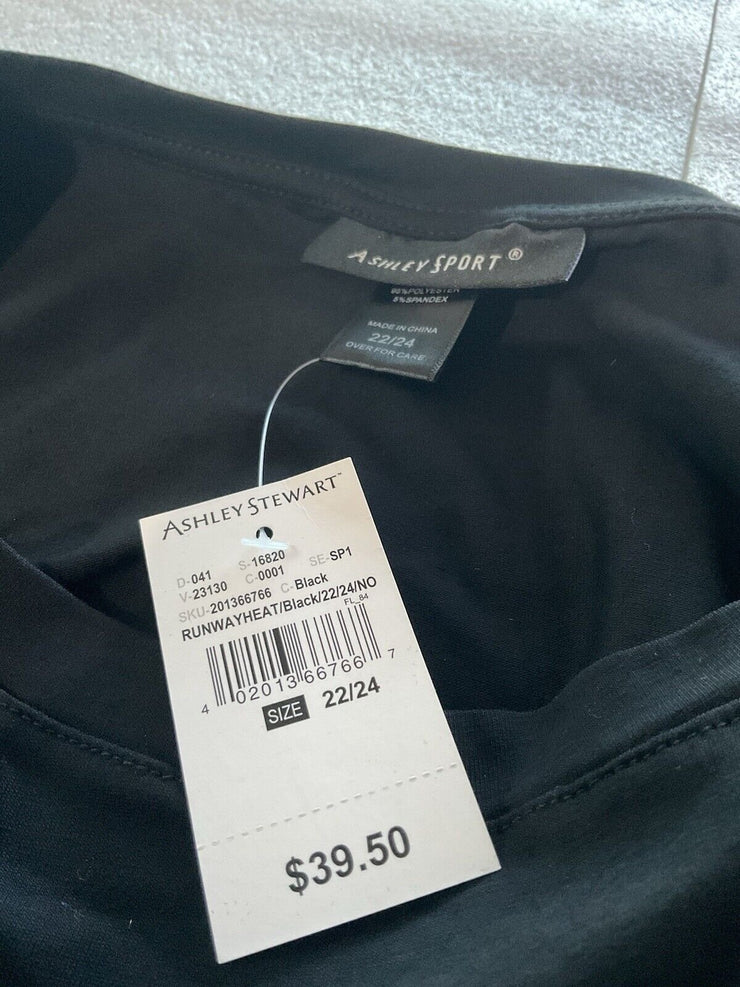 ASHLEY SPORT®
95%POLYESTER
5%SPANDEX
MADE IN CHINA
22/24
OVER FOR CARE
ASHLEY STEWART™
D-041 S-16820 SE-SP1
V-23130 C-0001
SKU-201366766 C-Black
RUNWAYHEAT/Black/22/24/NO
FL_84
4 02013 66766 7
SIZE 22/24
$39.50